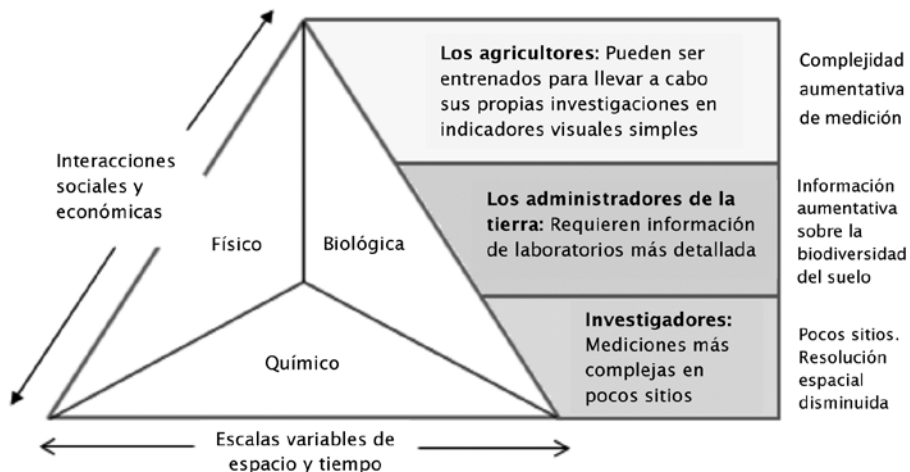 Los agricultores: Pueden ser
entrenados para llevar a cabo
sus propias investigaciones en
indicadores visuales simples
Complejidad
aumentativa
de medición
Interacciones
sociales y
económicas
Los administradores de la
tierra: Requieren información
de laboratorios más detallada
Información
aumentativa
sobre la
biodiversidad
del suelo
Físico
Biológica
Investigadores:
Mediciones más
complejas en
pocos sitios
Pocos sitios.
Resolución
espacial
disminuida
Químico
Escalas variables de
espacio y tiempo